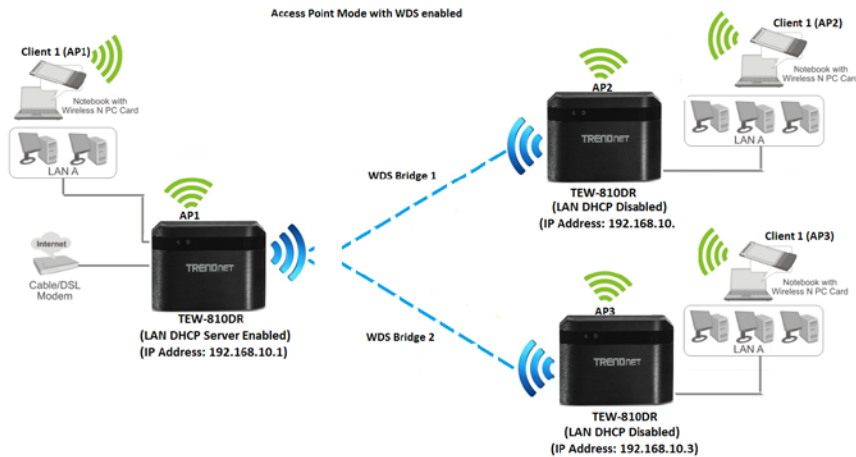 Access Point Mode with WDS enabled
Client 1 (AP1)
Notebook with
Wireless N PC Card
LAN A
Internet
Cable/DSL
Modem
AP1
TRENDNET
TEW-810DR
(LAN DHCP Server Enabled)
(IP Address: 192.168.10.1)
WDS Bridge 1
WDS Bridge 2
AP2
TRENDNET
TEW-810DR
(LAN DHCP Disabled)
(IP Address: 192.168.10.
Client 1 (AP2)
Notebook with
Wireless N PC Card
LAN A
AP3
TRENDNET
TEW-810DR
(LAN DHCP Disabled)
(IP Address: 192.168.10.3)
Client 1 (AP3)
Notebook with
Wireless N PC Card
LAN A